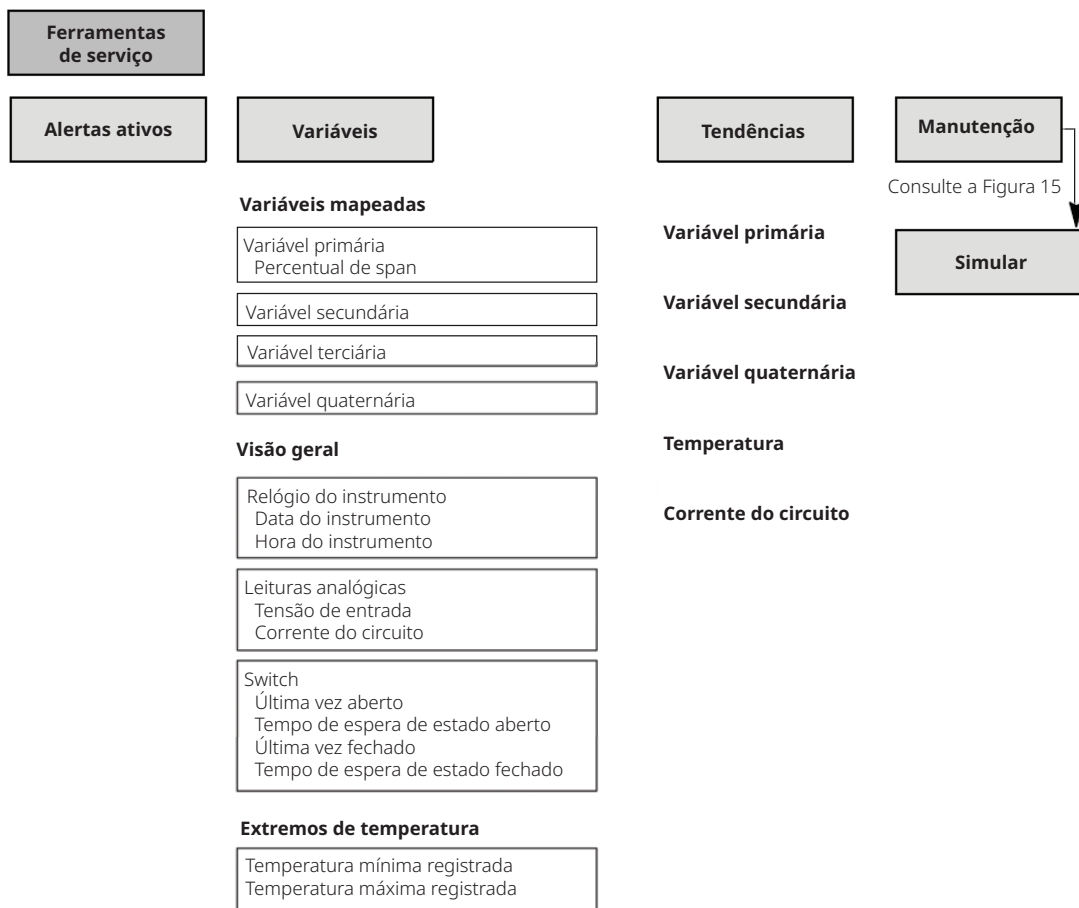 Ferramentas
de serviço
Alertas ativos
Variáveis
Tendências
Manutenção
Consulte a Figura 15
Simular
Variáveis mapeadas
Variável primária
Percentual de span
Variável secundária
Variável terciária
Variável quaternária
Visão geral
Relógio do instrumento
Data do instrumento
Hora do instrumento
Leituras analógicas
Tensão de entrada
Corrente do circuito
Switch
Última vez aberto
Tempo de espera de estado aberto
Última vez fechado
Tempo de espera de estado fechado
Extremos de temperatura
Temperatura mínima registrada
Temperatura máxima registrada
Variável primária
Variável secundária
Variável quaternária
Temperatura
Corrente do circuito